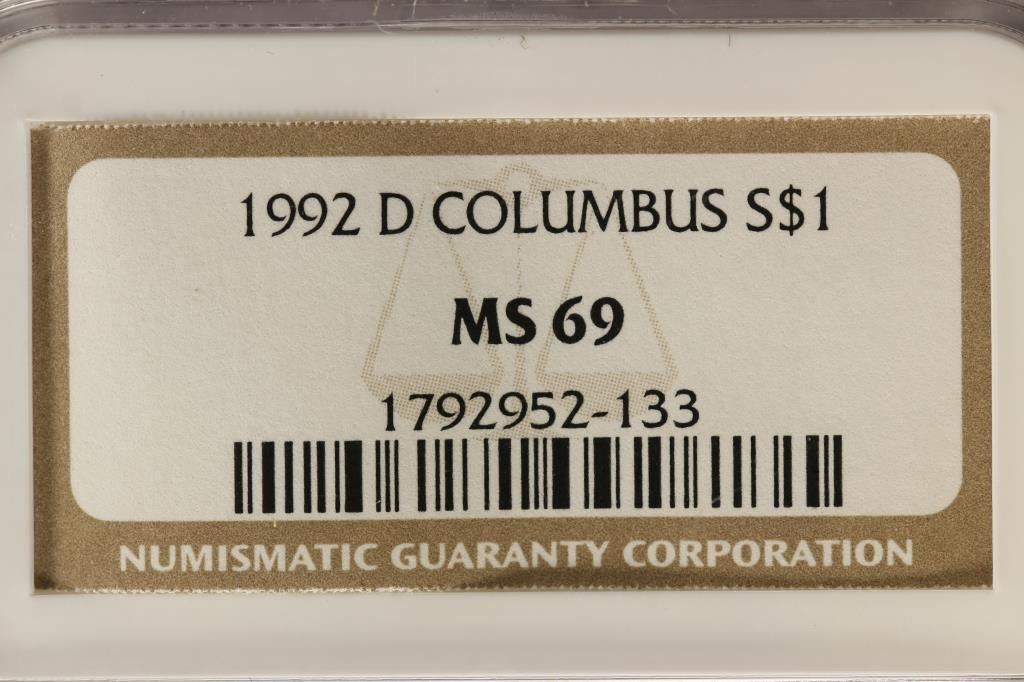 1992 D COLUMBUS S$1
MS 69
1792952-133
NUMISMATIC GUARANTY CORPORATION